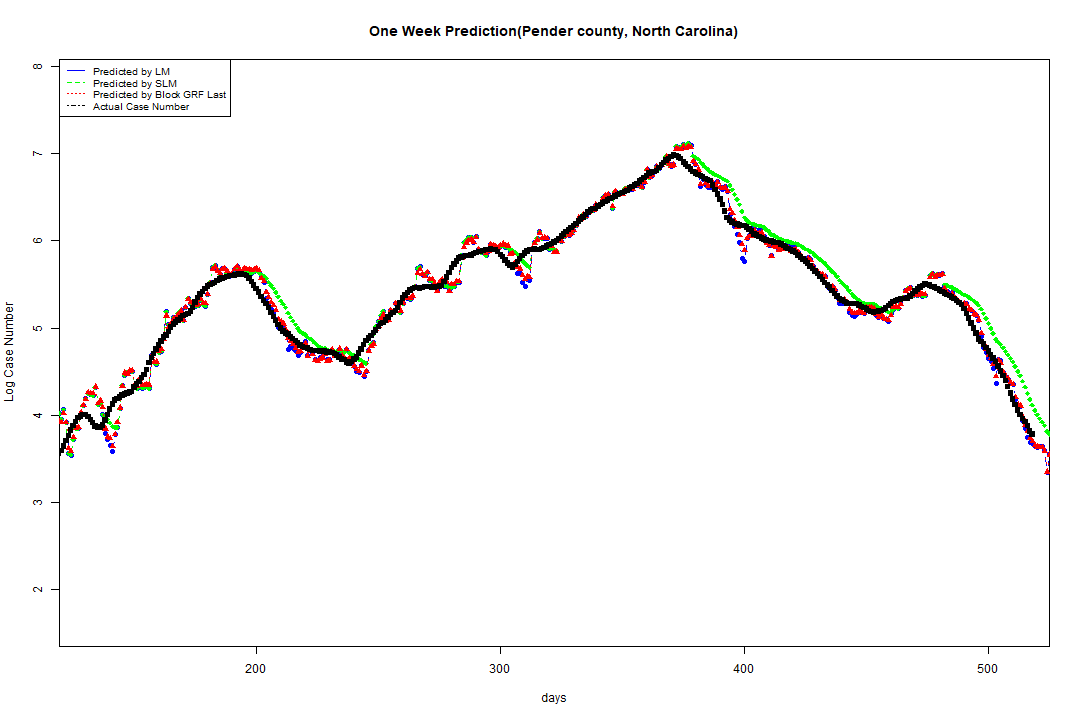 One Week Prediction(Pender county, North Carolina)
Predicted by LM
Predicted by SLM
Predicted by Block GRF Last
Actual Case Number
8
7
6
5
4
3
2
Log Case Number
200
300
400
500
days